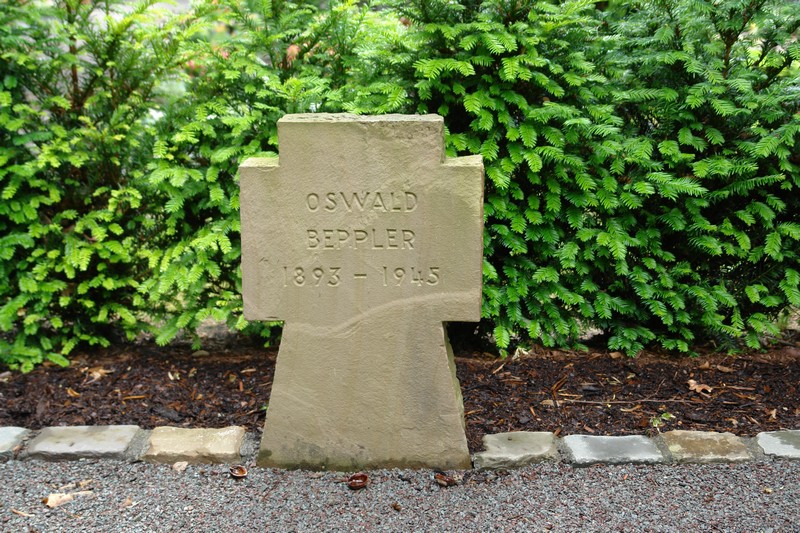 OSWALD
BEPPLER
1893 – 1945